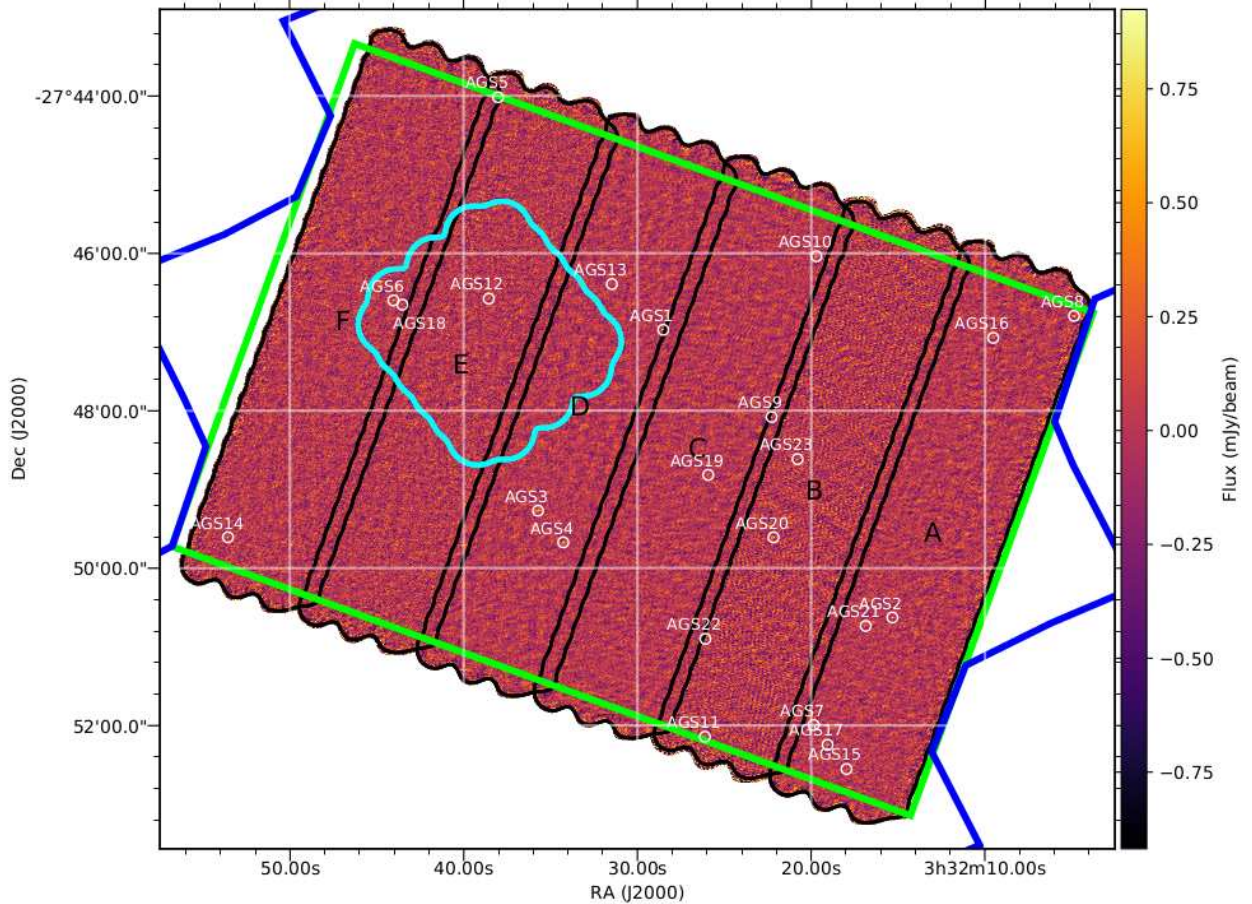 AGS5
-27°44'00.0"
0.75
0.50
AGS10
46'00.0"
AGS13
AGS12
AGS6
0.25
AGS8
AGS1
AGS18
F
AGS16
E
Dec (J2000)
48'00.0"
D
AGS9
0.00
Flux (mJy/beam)
C
AGS23
AGS19
B
AGS3
−0.25
AGS14
AGS4
AGS20
A
50'00.0"
AGS2
AGS21
AGS22
−0.50
52'00.0"
AGS11
AGS7
AGS17
AGS15
−0.75
50.00s
40.00s
30.00s
20.00s
3h32m10.00s
RA (J2000)